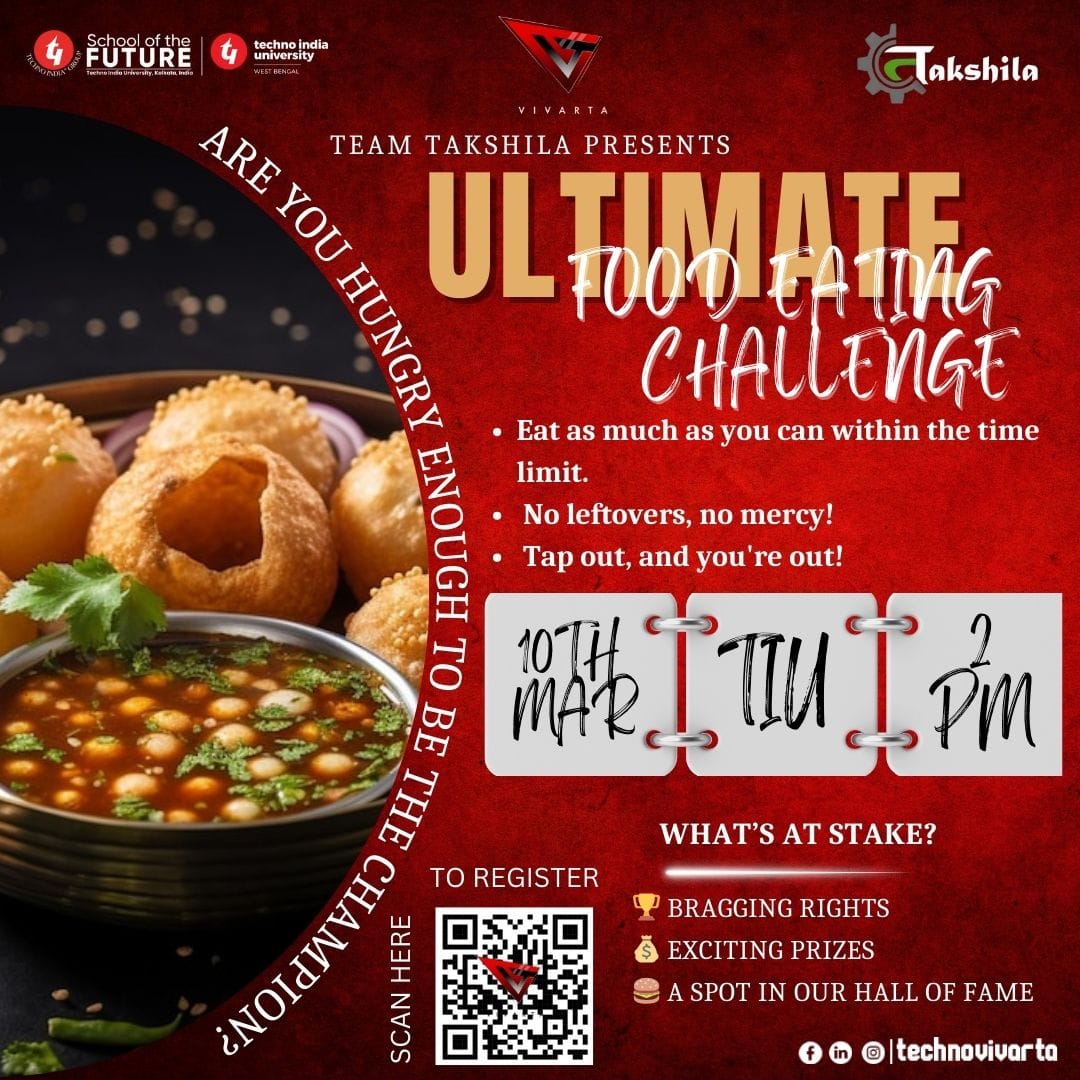 School of the
FUTURE
Techno India University, Kolkata, India
TECHNO INDIA GROUP
techno india
university
WEST BENGAL
VIVARTA
Takshila
TEAM TAKSHILA PRESENTS
ULTIMATE
FOOD EATING
CHALLENGE
ARE YOU HUNGRY ENOUGH TO BE THE CHAMPION?
• Eat as much as you can within the time
limit.
• No leftovers, no mercy!
• Tap out, and you're out!
10TH
MAR
TIU
2
PM
WHAT'S AT STAKE?
🏆 BRAGGING RIGHTS
💰 EXCITING PRIZES
🍔 A SPOT IN OUR HALL OF FAME
TO REGISTER
SCAN HERE
technovivarta